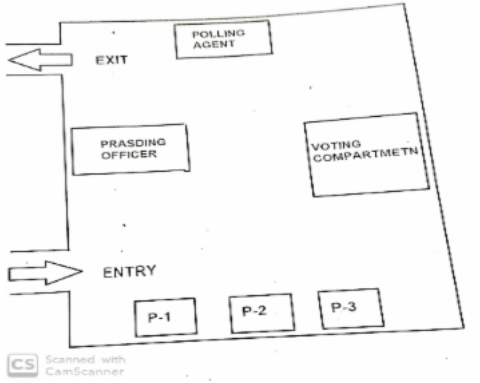 POLLING
AGENT
EXIT
PRASDING
OFFICER
VOTING
COMPARTMETN
ENTRY
P-1
P-2
P-3
CS Scanned with
CamScanner